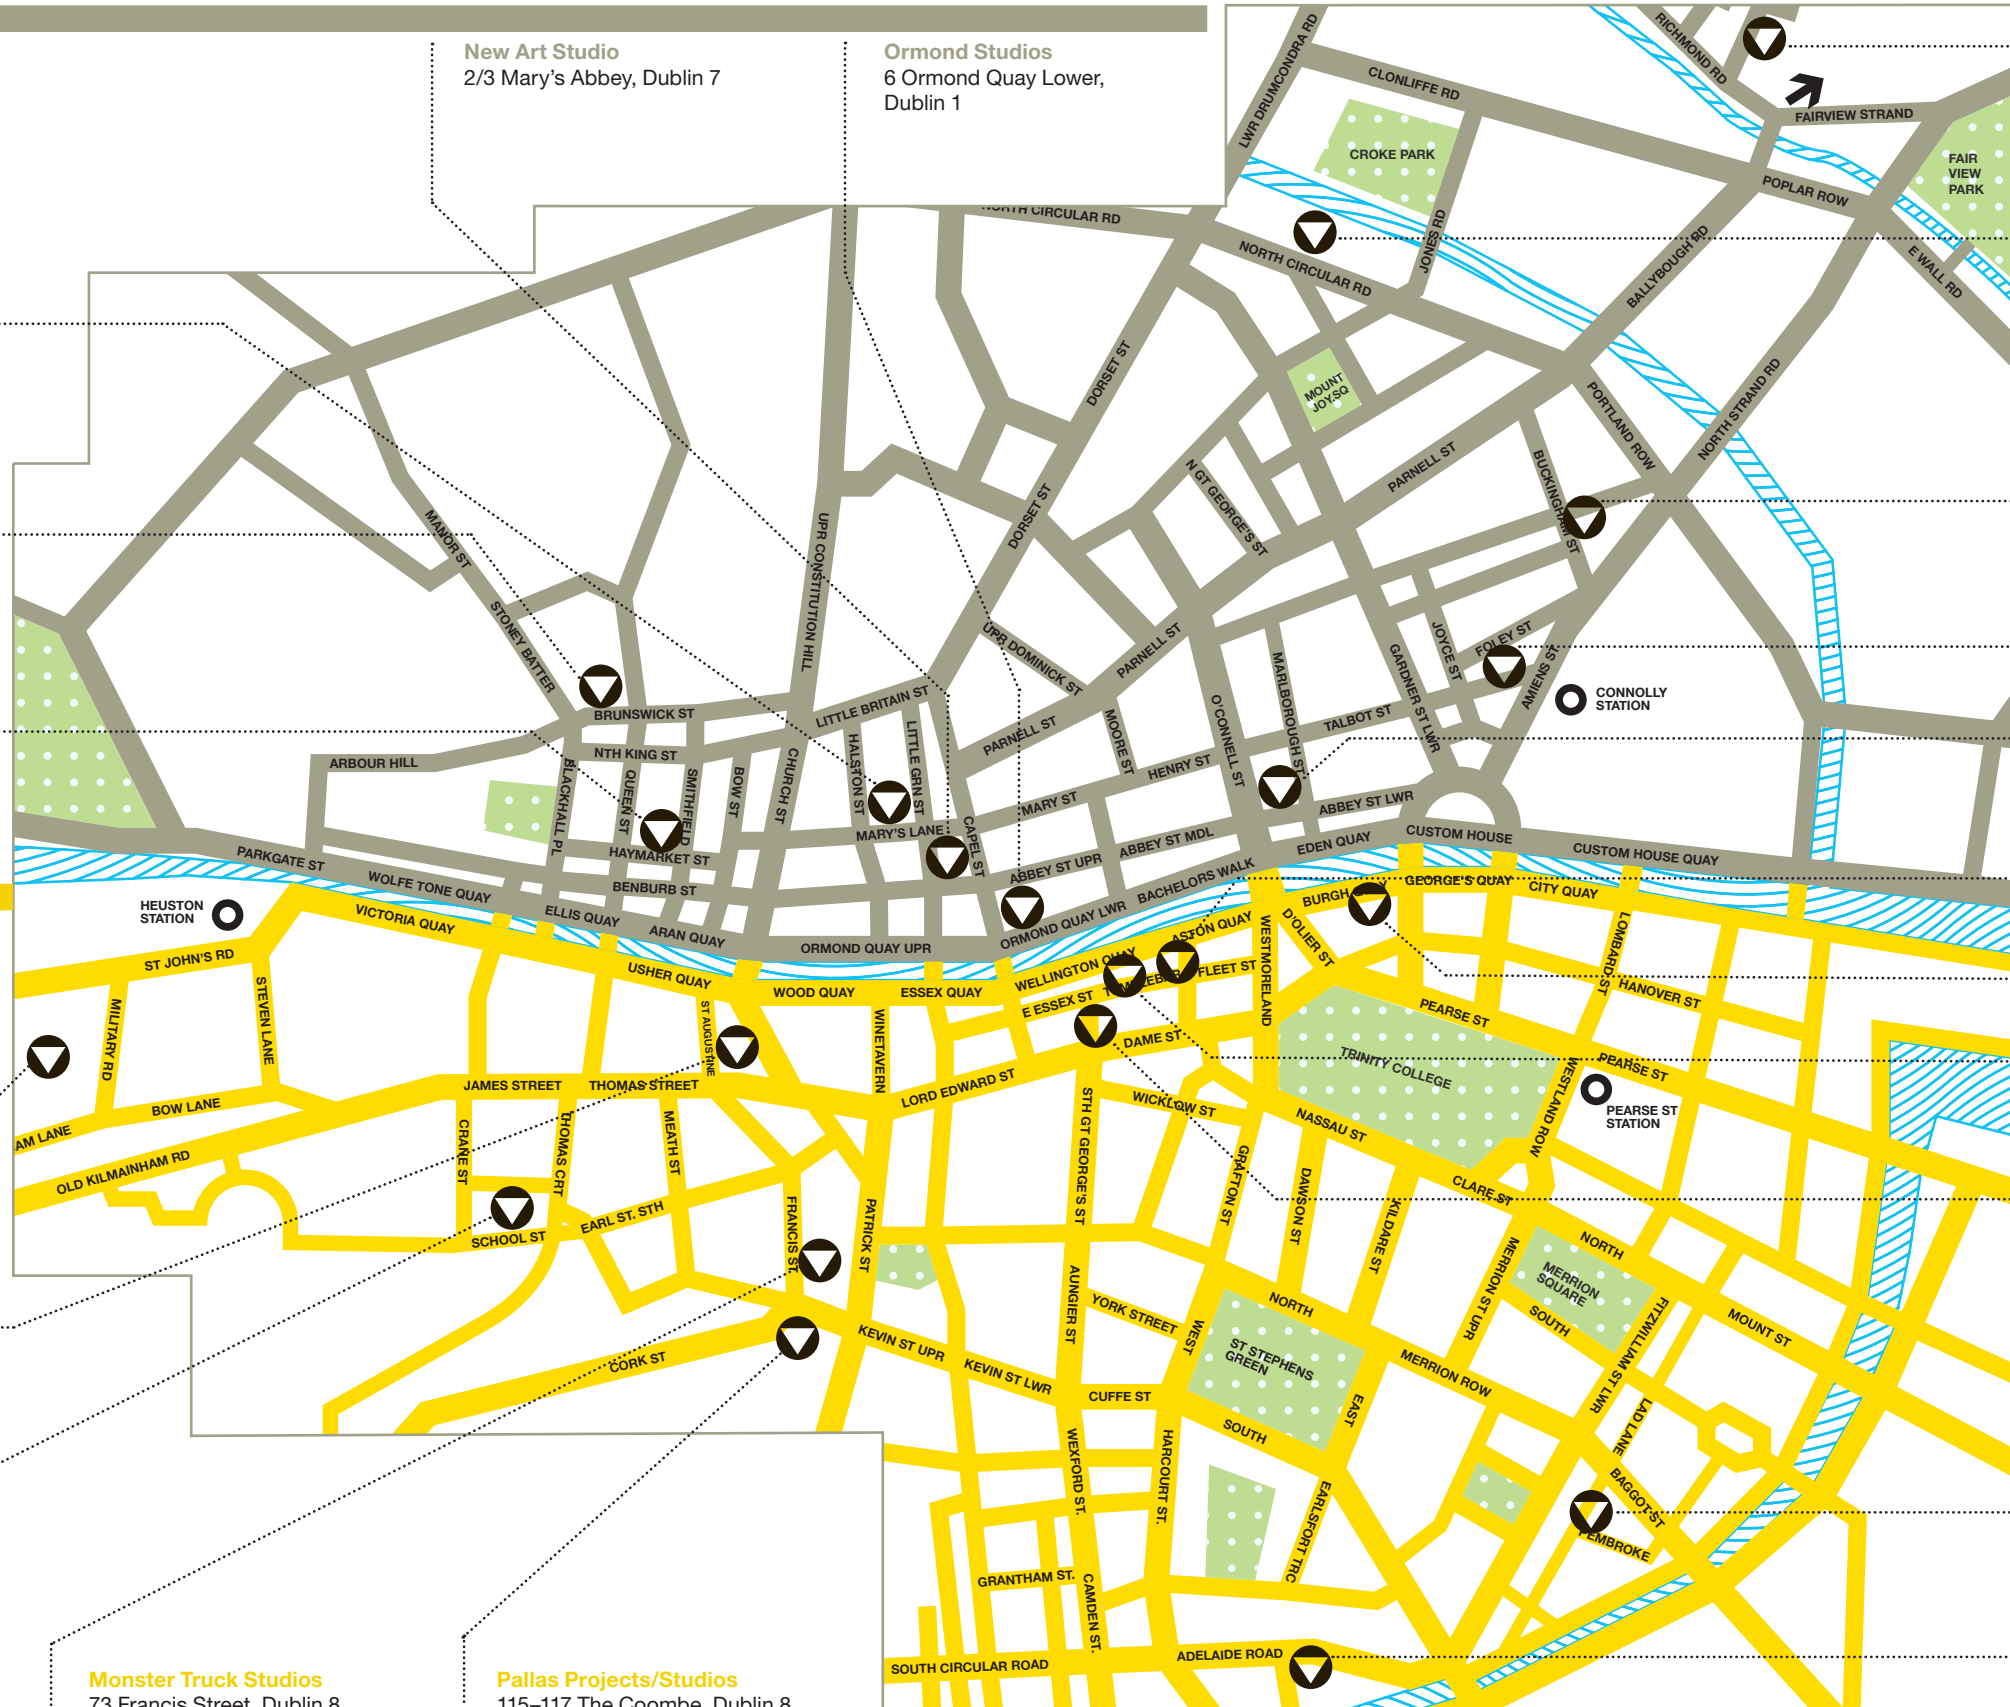 New Art Studio
2/3 Mary's Abbey, Dublin 7
Ormond Studios
6 Ormond Quay Lower,
Dublin 1
LWR DRUMCONDRA RD
CLONLIFFE RD
RICHMOND RD
FAIRVIEW STRAND
CROKE PARK
FAIR
VIEW
PARK
POPLAR ROW
NORTH CIRCULAR RD
NORTH CIRCULAR RD
JONES RD
BALLYBOUGH RD
E WALL RD
DORSET ST
MOUNT
JOY.SQ
PORTLAND ROW
NORTH STRAND RD
PARNELL ST
N GT GEORGE'S ST
BUCKINGHAM ST
MANOR ST
UPR CONSTITUTION HILL
DORSET ST
STONEY BATTER
UPR DOMINICK ST
PARNELL ST
JOYCE ST
FOLEY ST
AMIENS ST
CONNOLLY
STATION
MARLBOROUGH ST
GARDNER ST LWR
O'CONNELL ST
TALBOT ST
BRUNSWICK ST
LITTLE BRITAIN ST
PARNELL ST
MOORE ST
HENRY ST
NTH KING ST
ARBOUR HILL
BLACKHALL PL
QUEEN ST
SMITHFIELD
BOW ST
CHURCH ST
HALSTON ST
LITTLE GRN ST
MARY ST
ABBEY ST LWR
MARY'S LANE
CAPEL ST
ABBEY ST UPR
ABBEY ST MDL
EDEN QUAY
CUSTOM HOUSE
CUSTOM HOUSE QUAY
PARKGATE ST
HAYMARKET ST
WOLFE TONE QUAY
BENBURB ST
BACHELORS WALK
GEORGE'S QUAY
CITY QUAY
HEUSTON
STATION
VICTORIA QUAY
ELLIS QUAY
ARAN QUAY
ORMOND QUAY UPR
ORMOND QUAY LWR
ASTON QUAY
D'OLIER ST
LOMBARD ST
ST JOHN'S RD
USHER QUAY
WOOD QUAY
ESSEX QUAY
WELLINGTON QUAY
FLEET ST
WESTMORELAND
HANOVER ST
MILITARY RD
STEVEN LANE
ST AUGUSTINE
WINETAVERN
E ESSEX ST
DAME ST
PEARSE ST
PEARSE ST
TRINITY COLLEGE
WESTLAND ROW
PEARSE ST
STATION
JAMES STREET
THOMAS STREET
LORD EDWARD ST
WICKLOW ST
NASSAU ST
BOW LANE
AM LANE
OLD KILMAINHAM RD
CRANE ST
THOMAS CRT
MEATH ST
STH GT GEORGE'S ST
GRAFTON ST
DAWSON ST
KILDARE ST
CLARE ST
SCHOOL ST
EARL ST. STH
FRANCIS ST.
PATRICK ST
MERRION ST UPR
NORTH
MERRION
SQUARE
SOUTH
FITZWILLIAM ST LWR
MOUNT ST
AUNGIER ST
YORK STREET
WEST
NORTH
ST STEPHENS
GREEN
EAST
SOUTH
MERRION ROW
KEVIN ST UPR
KEVIN ST LWR
CORK ST
CUFFE ST
LAD LANE
BAGGOT ST
PEMBROKE
WEXFORD ST.
HARCOURT ST.
EARLSFORT TRC
GRANTHAM ST.
CAMDEN ST.
SOUTH CIRCULAR ROAD
ADELAIDE ROAD
Monster Truck Studios
73 Francis Street, Dublin 8
Pallas Projects/Studios
115–117 The Coombe, Dublin 8